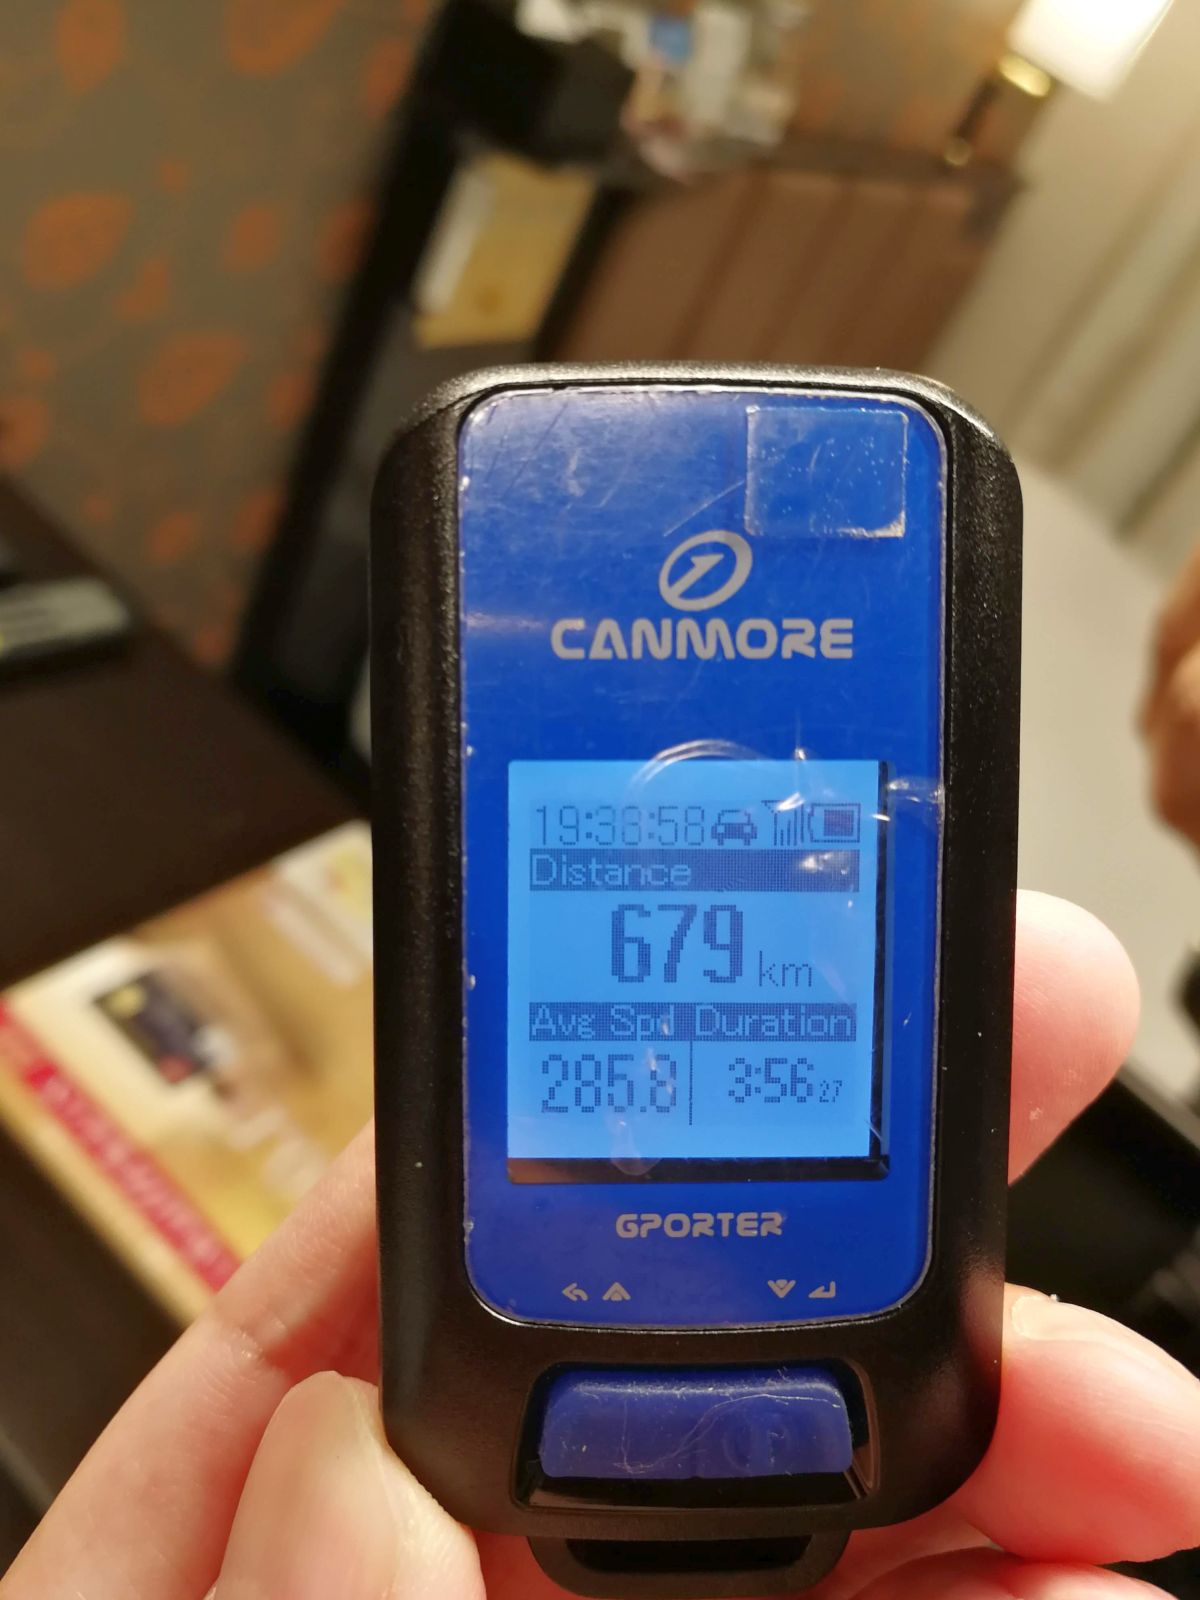 CANMORE
19:38:58
Distance
679 km
Avg Spd Duration
285.8 3:56 27
GPORTER